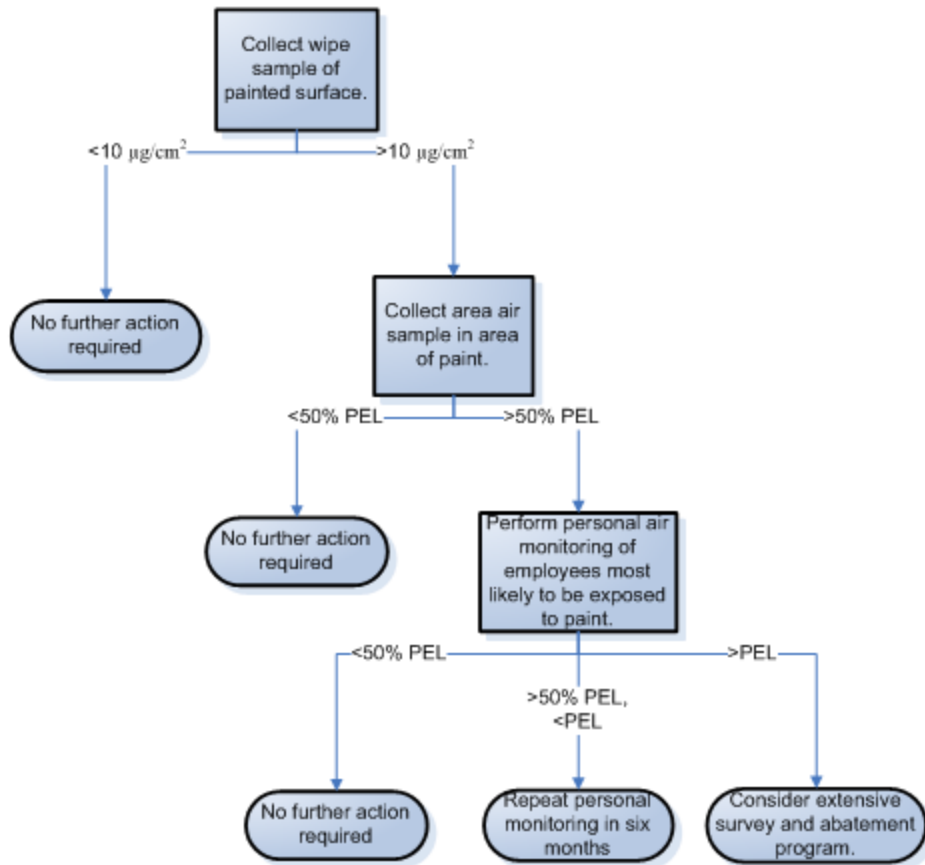 Collect wipe
sample of
painted surface.
<10 µg/cm²
>10 µg/cm²
No further action
required
Collect area air
sample in area
of paint.
<50% PEL
>50% PEL
No further action
required
Perform personal air
monitoring of
employees most
likely to be exposed
to paint.
<50% PEL
>50% PEL,
<PEL
>PEL
No further action
required
Repeat personal
monitoring in six
months
Consider extensive
survey and abatement
program.